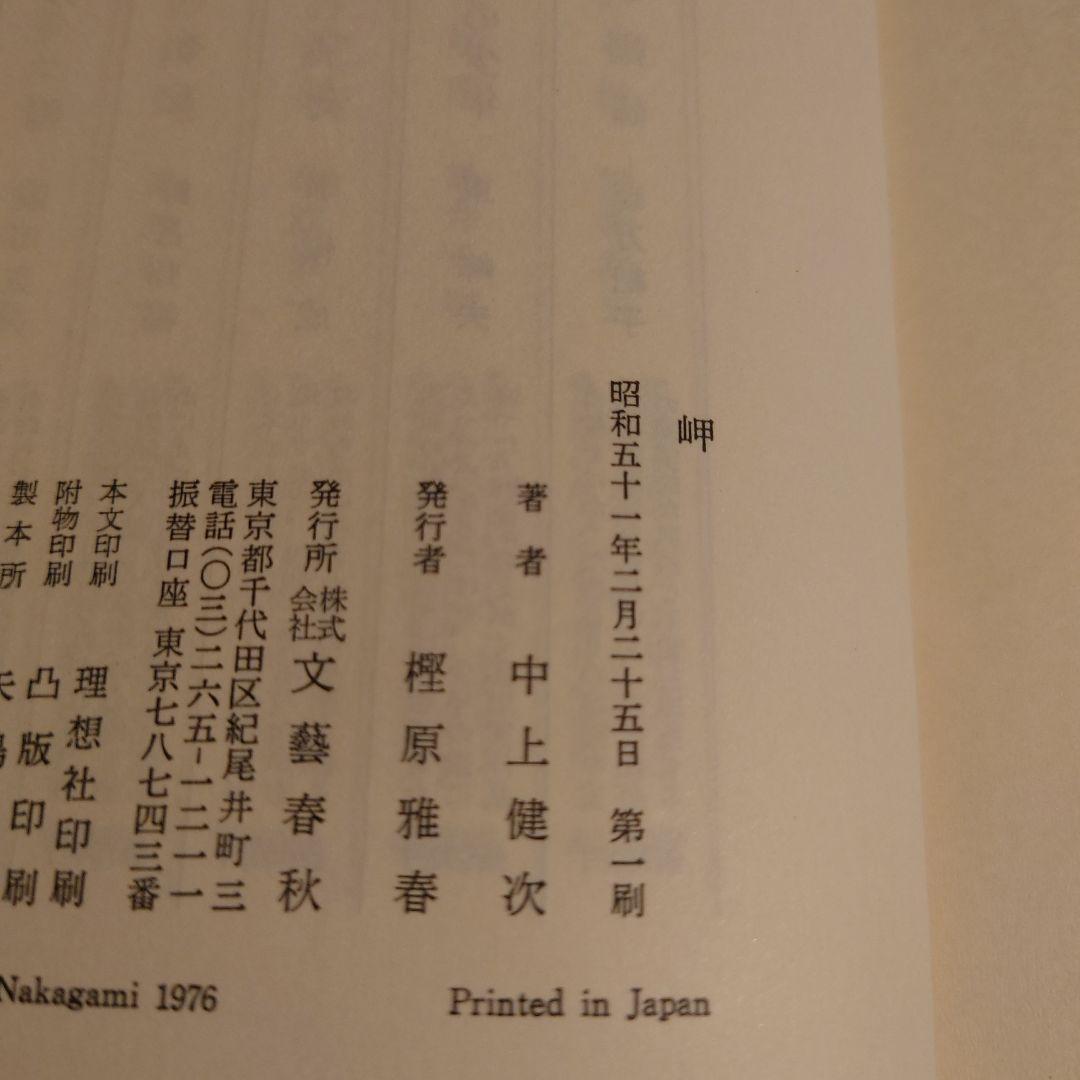 岬
昭和五十一年二月二十五日 第一刷
著者 中上健次
発行者 樫原雅春
発行所 株式会社 文藝春秋
東京都千代田区紀尾井町三
電話(〇三)二六五-一二一一
振替口座 東京七八七四三番
本文印刷 理想社印刷
附物印刷 凸版印刷
製本所
Nakagami 1976
Printed in Japan